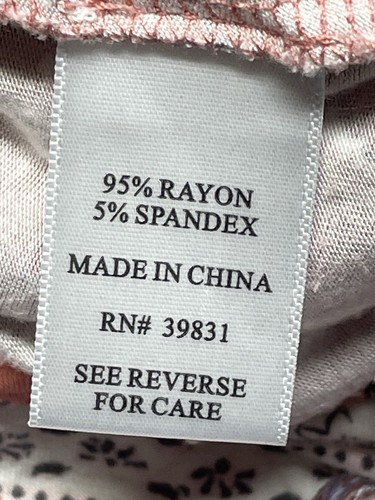 95% RAYON
5% SPANDEX
MADE IN CHINA
RN# 39831
SEE REVERSE
FOR CARE